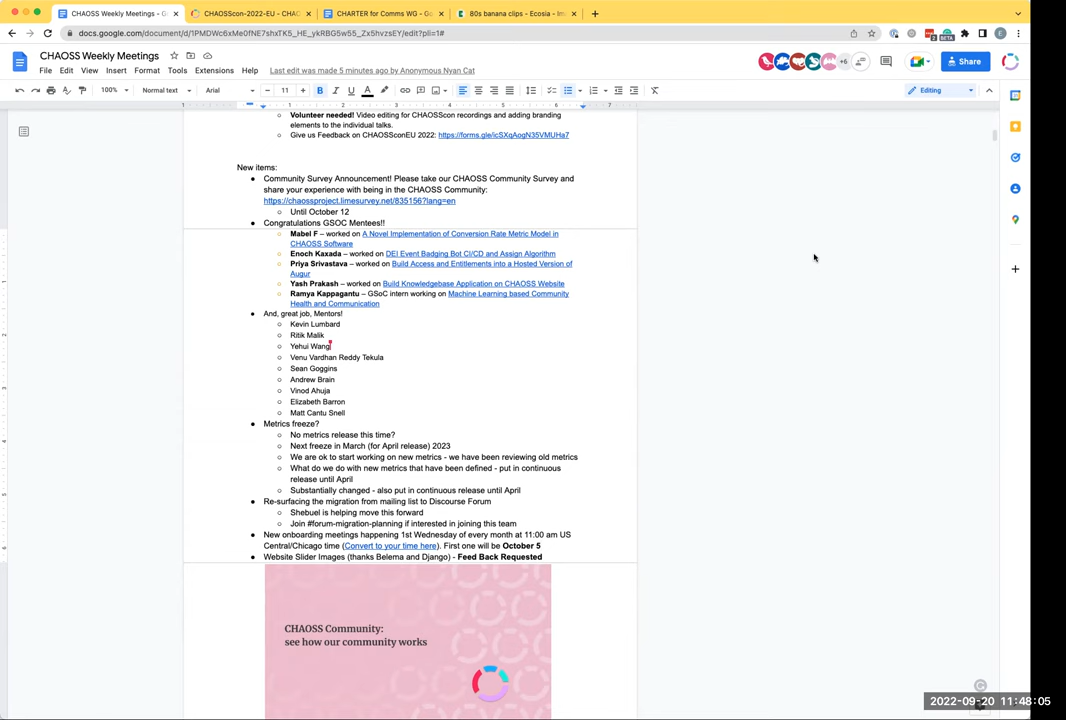 CHAOSS Weekly Meetings - G
CHAOSScon-2022-EU - CHAO
CHARTER for Comms WG - Go
80s banana clips - Ecosia - Im
docs.google.com/document/d/1PMDWc6xMe0fNE7shxTK5_HE_ykRBG5w55_Zx5hvzsEY/edit?pli=1#
CHAOSS Weekly Meetings
+6
Share
File Edit View Insert Format Tools Extensions Help Last edit was made 5 minutes ago by Anonymous Nyan Cat
100% Normal text Arial 11 B I U A Editing
1 1 2 3 4 5 6 7
Volunteer needed! Video editing for CHAOSScon recordings and adding branding
elements to the individual talks.
Give us Feedback on CHAOSSconEU 2022: https://forms.gle/icSXqAogN35VMUHa7
New items:
Community Survey Announcement! Please take our CHAOSS Community Survey and
share your experience with being in the CHAOSS Community:
https://chaossproject.limesurvey.net/835156?lang=en
Until October 12
Congratulations GSOC Mentees!!
Mabel F – worked on A Novel Implementation of Conversion Rate Metric Model in
CHAOSS Software
Enoch Kaxada – worked on DEI Event Badging Bot CI/CD and Assign Algorithm
Priya Srivastava – worked on Build Access and Entitlements into a Hosted Version of
Augur
Yash Prakash – worked on Build Knowledgebase Application on CHAOSS Website
Ramya Kappagantu – GSoC intern working on Machine Learning based Community
Health and Communication
And, great job, Mentors!
Kevin Lumbard
Ritik Malik
Yehui Wang
Venu Vardhan Reddy Tekula
Sean Goggins
Andrew Brain
Vinod Ahuja
Elizabeth Barron
Matt Cantu Snell
Metrics freeze?
No metrics release this time?
Next freeze in March (for April release) 2023
We are ok to start working on new metrics - we have been reviewing old metrics
What do we do with new metrics that have been defined - put in continuous
release until April
Substantially changed - also put in continuous release until April
Re-surfacing the migration from mailing list to Discourse Forum
Shebuel is helping move this forward
Join #forum-migration-planning if interested in joining this team
New onboarding meetings happening 1st Wednesday of every month at 11:00 am US
Central/Chicago time (Convert to your time here). First one will be October 5
Website Slider Images (thanks Belema and Django) - Feed Back Requested
CHAOSS Community:
see how our community works
2022-09-20 11:48:05